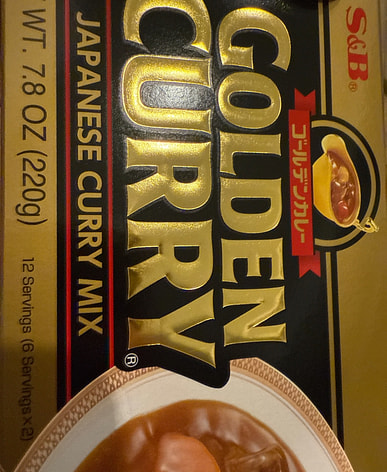 S&B®
ゴールデンカレー
GOLDEN
CURRY®
JAPANESE CURRY MIX
WT. 7.8 OZ (220g)
12 Servings (6 Servings x 2)